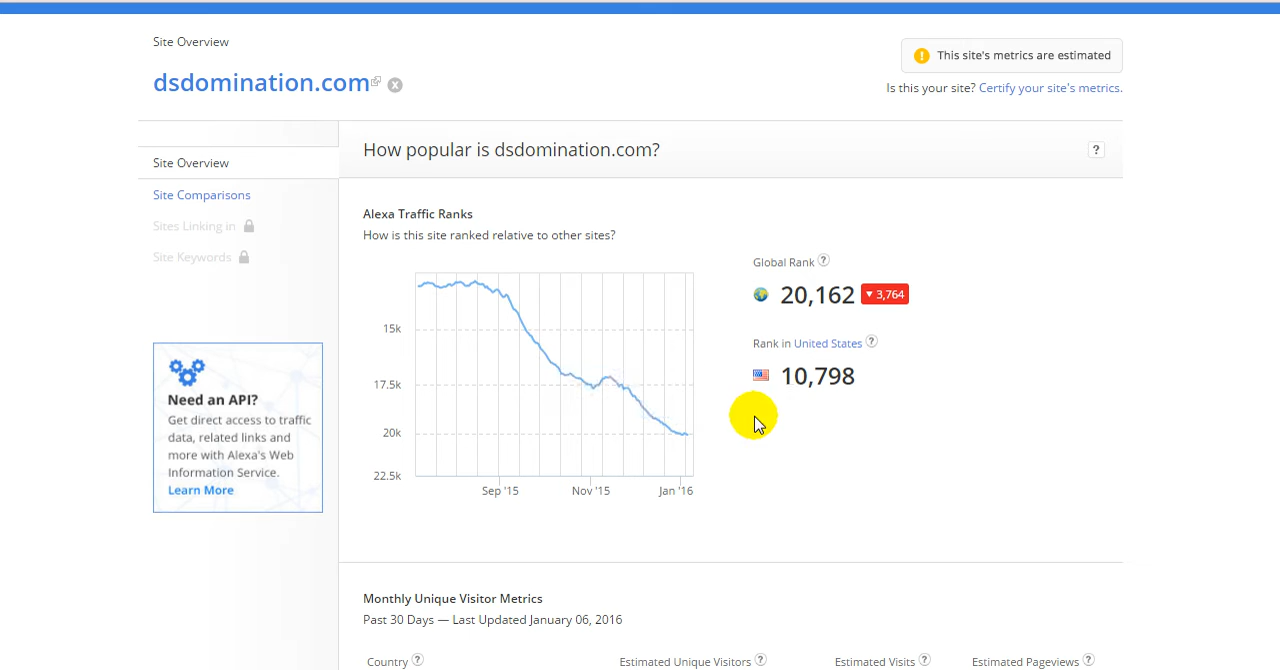 Site Overview
dsdomination.com
This site's metrics are estimated
Is this your site? Certify your site's metrics.
Site Overview
Site Comparisons
Sites Linking in
Site Keywords
Need an API?
Get direct access to traffic
data, related links and
more with Alexa's Web
Information Service.
Learn More
How popular is dsdomination.com?
?
Alexa Traffic Ranks
How is this site ranked relative to other sites?
15k
17.5k
20k
22.5k
Sep '15
Nov '15
Jan '16
Global Rank ?
20,162 ▼ 3,764
Rank in United States ?
10,798
Monthly Unique Visitor Metrics
Past 30 Days — Last Updated January 06, 2016
Country ?
Estimated Unique Visitors ?
Estimated Visits ?
Estimated Pageviews ?